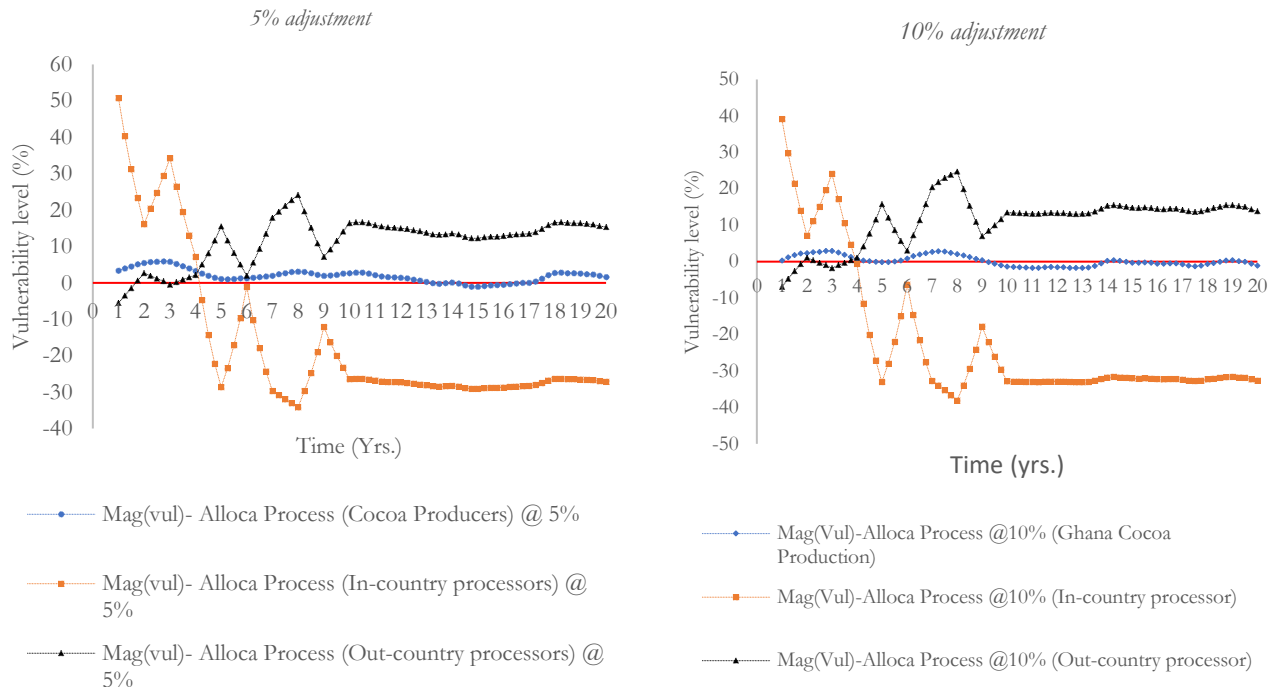 5% adjustment
60
50
40
30
20
10
0
-10
-20
-30
-40
Vulnerability level (%)
0 1 2 3 4 5 6 7 8 9 10 11 12 13 14 15 16 17 18 19 20
Time (Yrs.)
Mag(vul)- Alloca Process (Cocoa Producers) @ 5%
Mag(vul)- Alloca Process (In-country processors) @
5%
Mag(vul)- Alloca Process (Out-country processors) @
5%
10% adjustment
50
40
30
20
10
0
-10
-20
-30
-40
-50
Vulnerability level (%)
0 1 2 3 4 5 6 7 8 9 10 11 12 13 14 15 16 17 18 19 20
Time (yrs.)
Mag(Vul)-Alloca Process @10% (Ghana Cocoa
Production)
Mag(Vul)-Alloca Process @10% (In-country processor)
Mag(Vul)-Alloca Process @10% (Out-country processor)